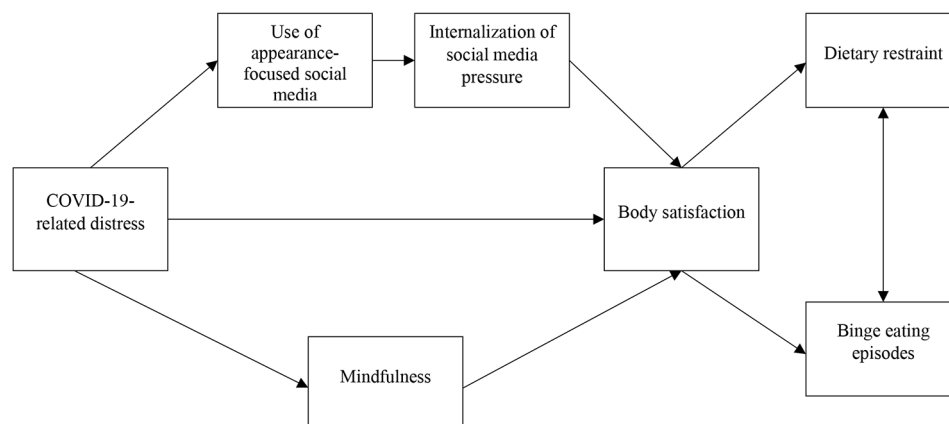 Use of
appearance-
focused social
media
Internalization of
social media
pressure
Dietary restraint
COVID-19-
related distress
Body satisfaction
Mindfulness
Binge eating
episodes